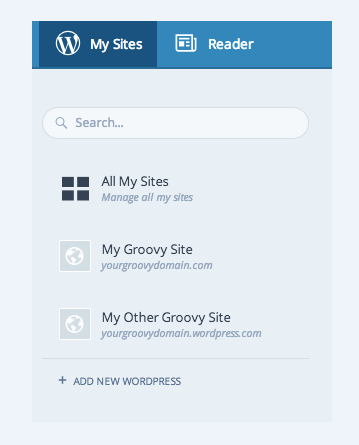 My Sites
Reader
Search...
All My Sites
Manage all my sites
My Groovy Site
yourgroovydomain.com
My Other Groovy Site
yourgroovydomain.wordpress.com
+ ADD NEW WORDPRESS